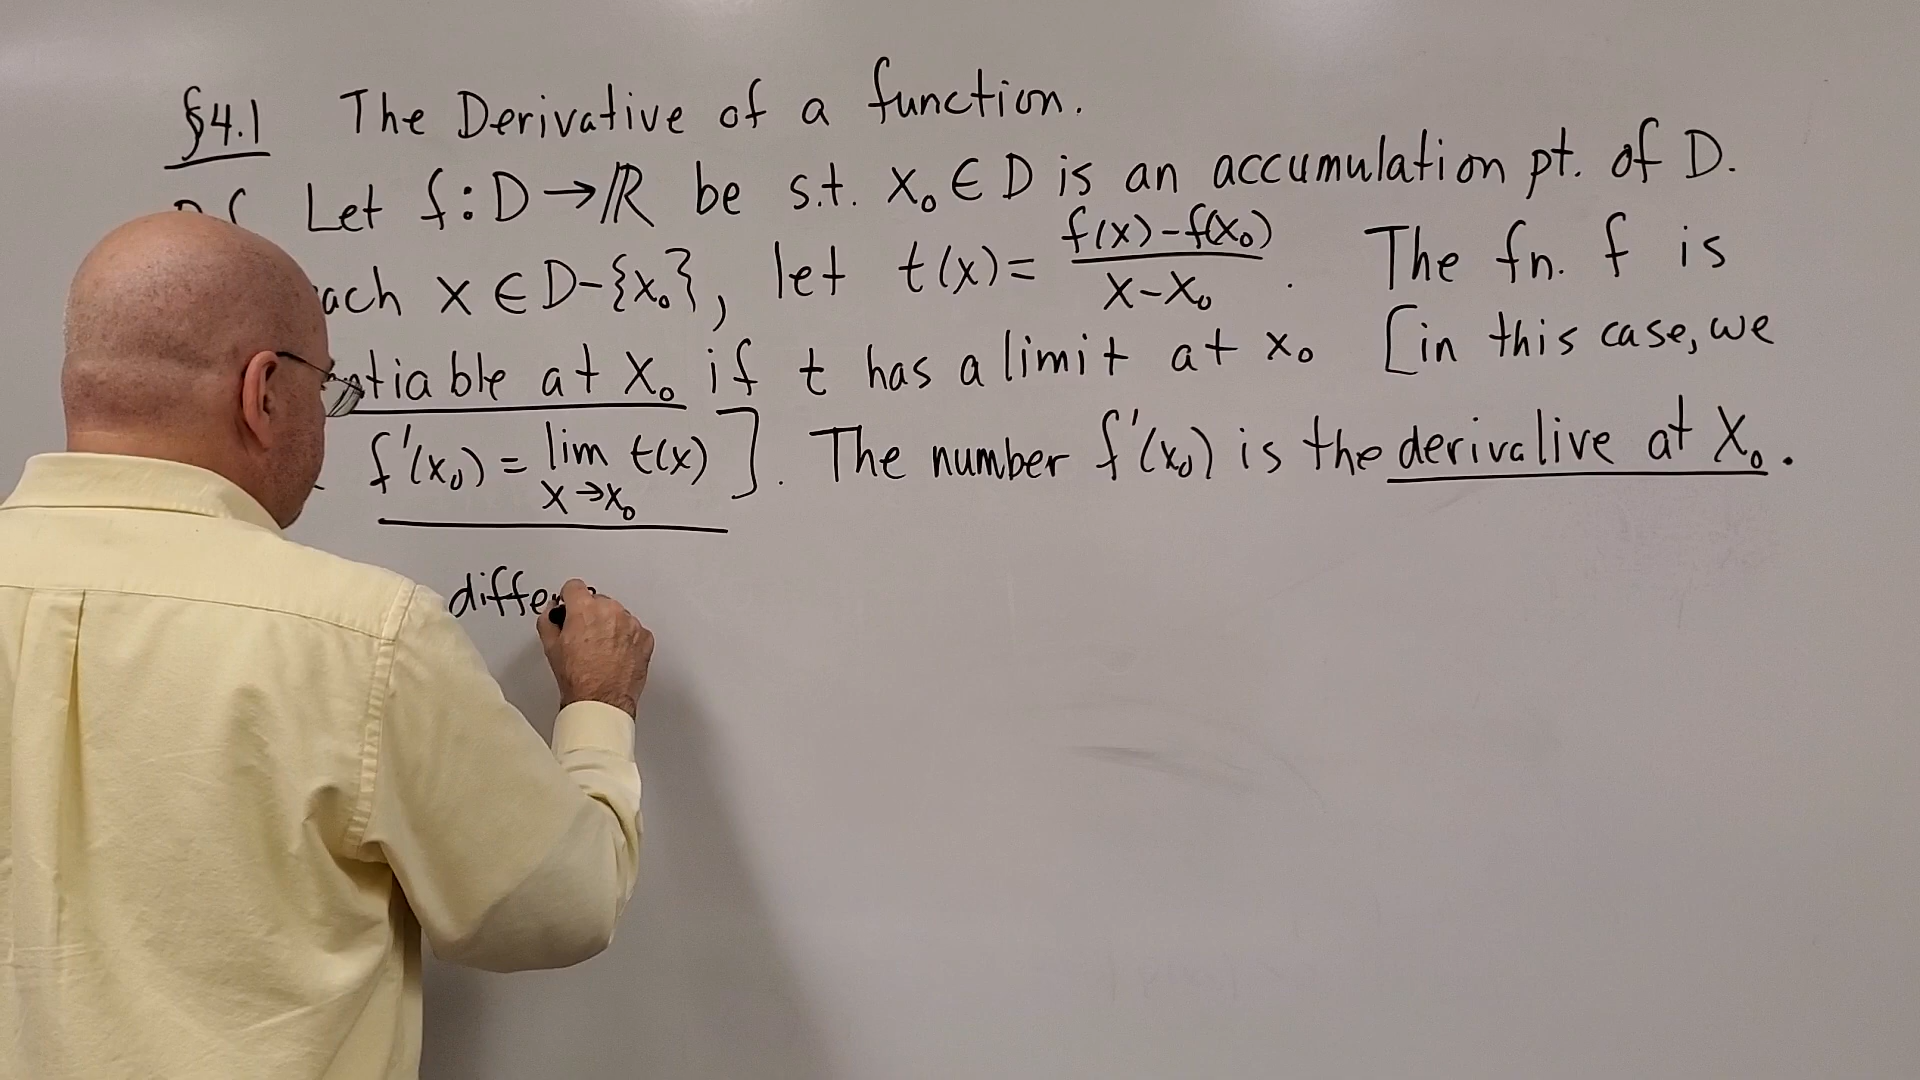 §4.1 The Derivative of a function.
Let f:D→ℝ be s.t. x₀∈D is an accumulation pt. of D.
ach x∈D-{x₀}, let t(x)= f(x)-f(x₀) / x-x₀ . The fn. f is
ntiable at x₀ if t has a limit at x₀ [in this case, we
f'(x₀)= lim x→x₀ t(x) ]. The number f'(x₀) is the derivative at x₀.
diffe